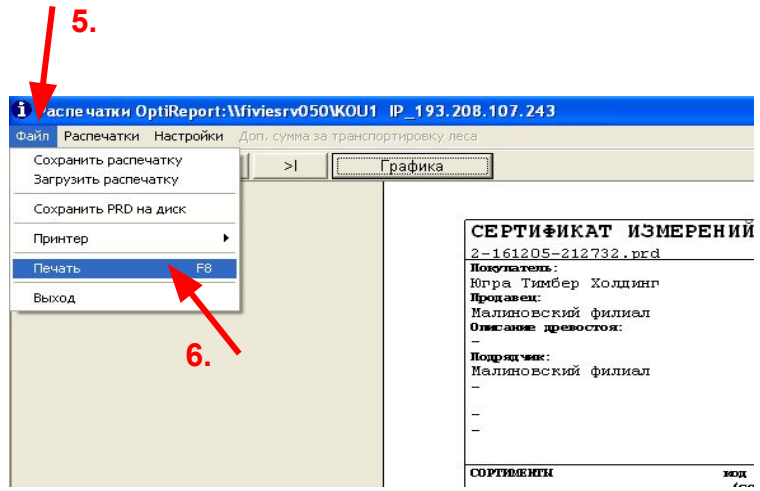 5.
Распечатки OptiReport:\\fiviesrv050\KOU1 IP_193.208.107.243
Файл Распечатки Настройки Доп. сумма за транспортировку леса
Сохранить распечатку
Загрузить распечатку
Сохранить PRD на диск
Принтер
Печать F8
Выход
>| Графика
6.
СЕРТИФИКАТ ИЗМЕРЕНИЙ
2-161205-212732.prd
Покупатель:
Югра Тимбер Холдинг
Продавец:
Малиновский филиал
Описание древостоя:
–
Подрядчик:
Малиновский филиал
–
–
–
СОРТИМЕНТЫ код